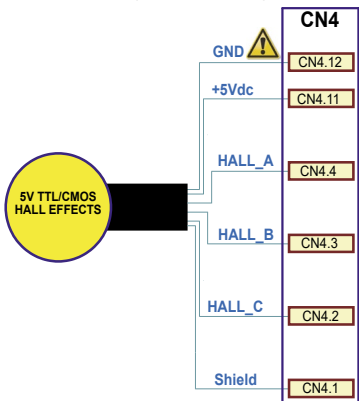 CN4
GND
CN4.12
+5Vdc
CN4.11
HALL_A
CN4.4
5V TTL/CMOS
HALL EFFECTS
HALL_B
CN4.3
HALL_C
CN4.2
Shield
CN4.1